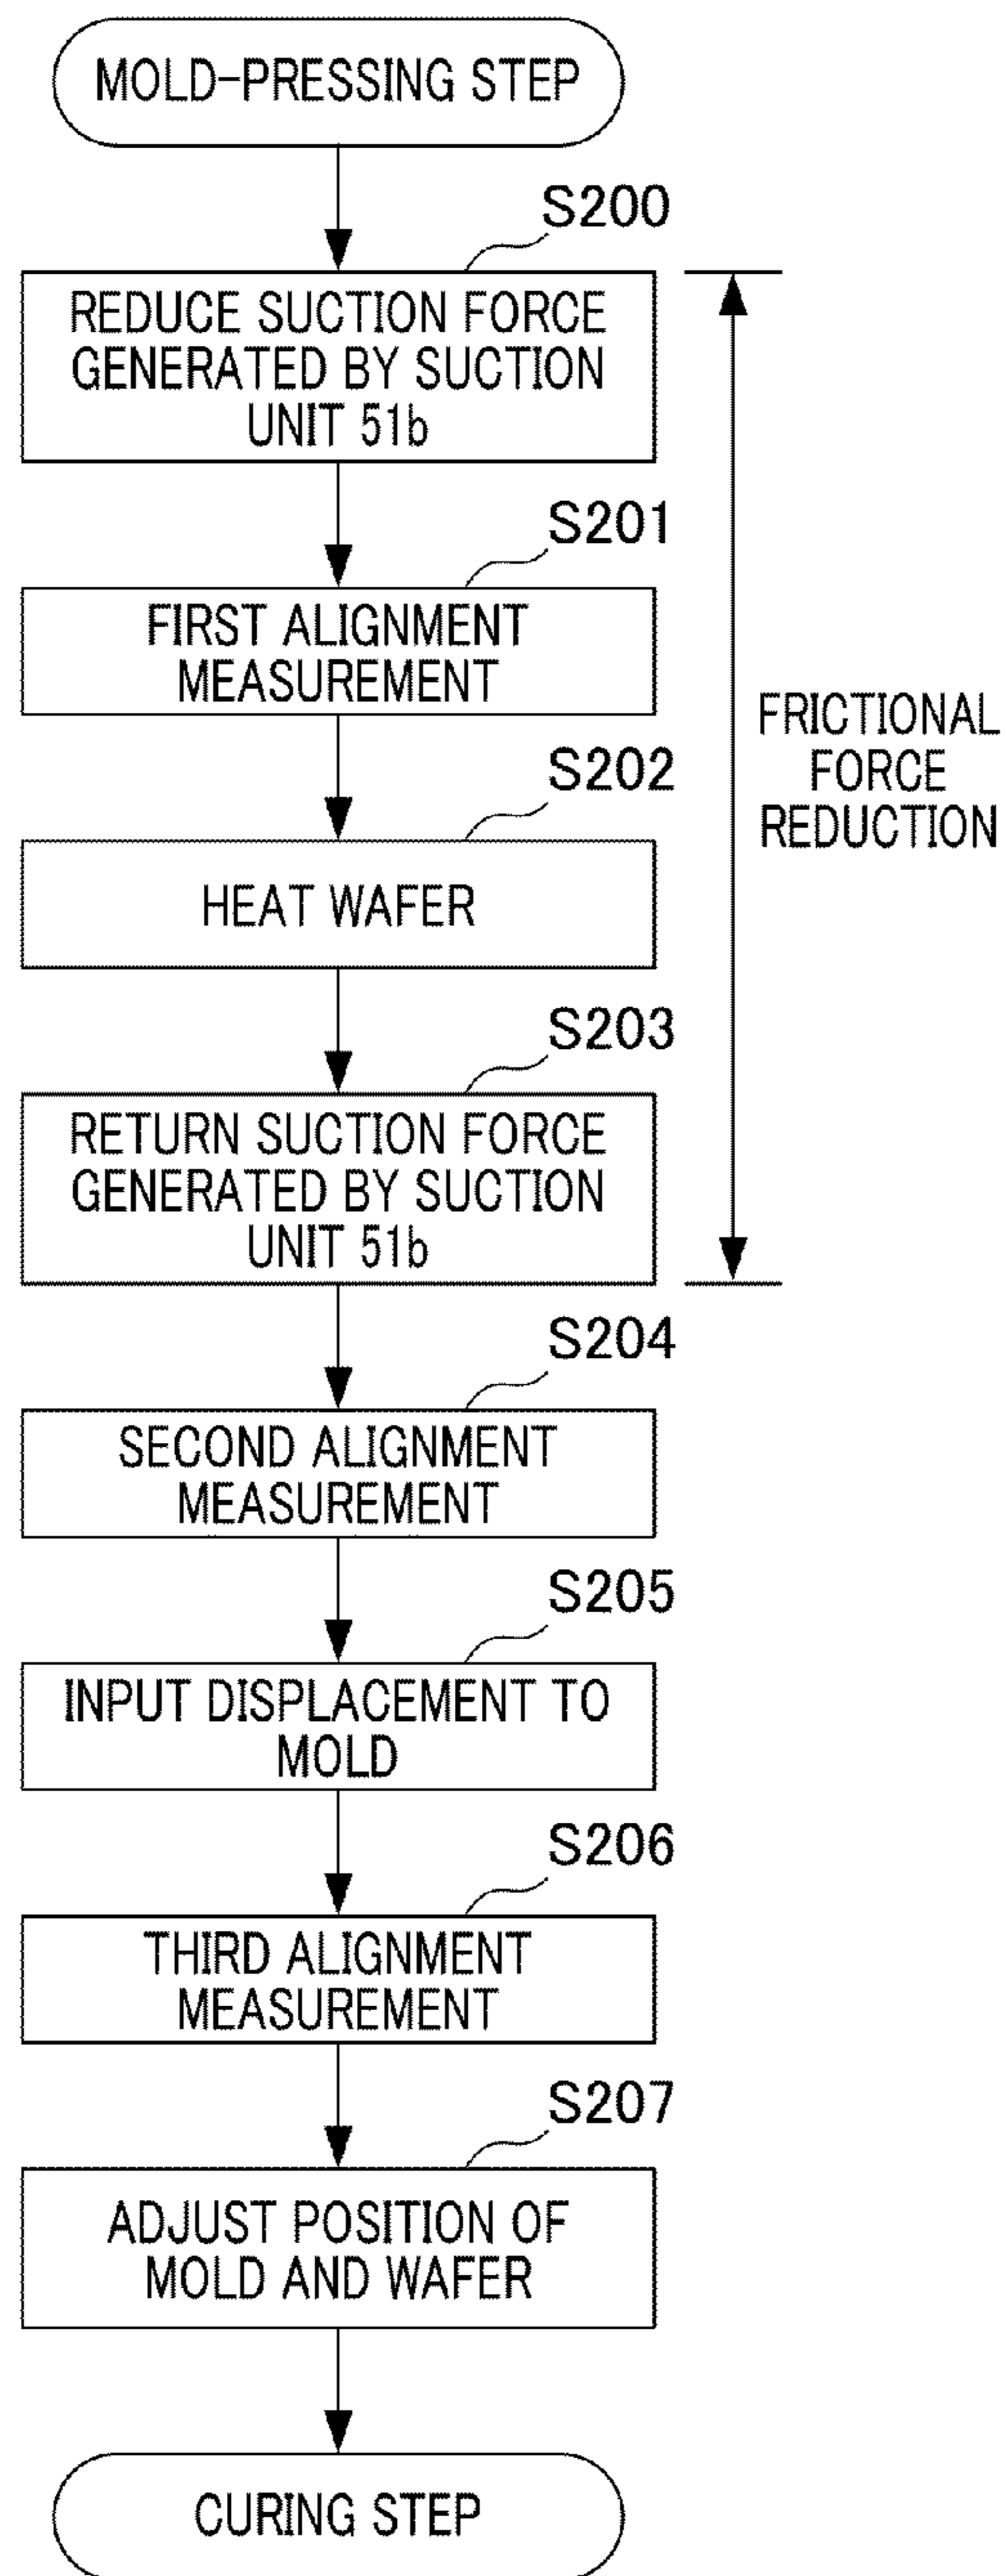 MOLD-PRESSING STEP
S200
REDUCE SUCTION FORCE
GENERATED BY SUCTION
UNIT 51b
S201
FIRST ALIGNMENT
MEASUREMENT
S202
HEAT WAFER
FRICTIONAL
FORCE
REDUCTION
S203
RETURN SUCTION FORCE
GENERATED BY SUCTION
UNIT 51b
S204
SECOND ALIGNMENT
MEASUREMENT
S205
INPUT DISPLACEMENT TO
MOLD
S206
THIRD ALIGNMENT
MEASUREMENT
S207
ADJUST POSITION OF
MOLD AND WAFER
CURING STEP